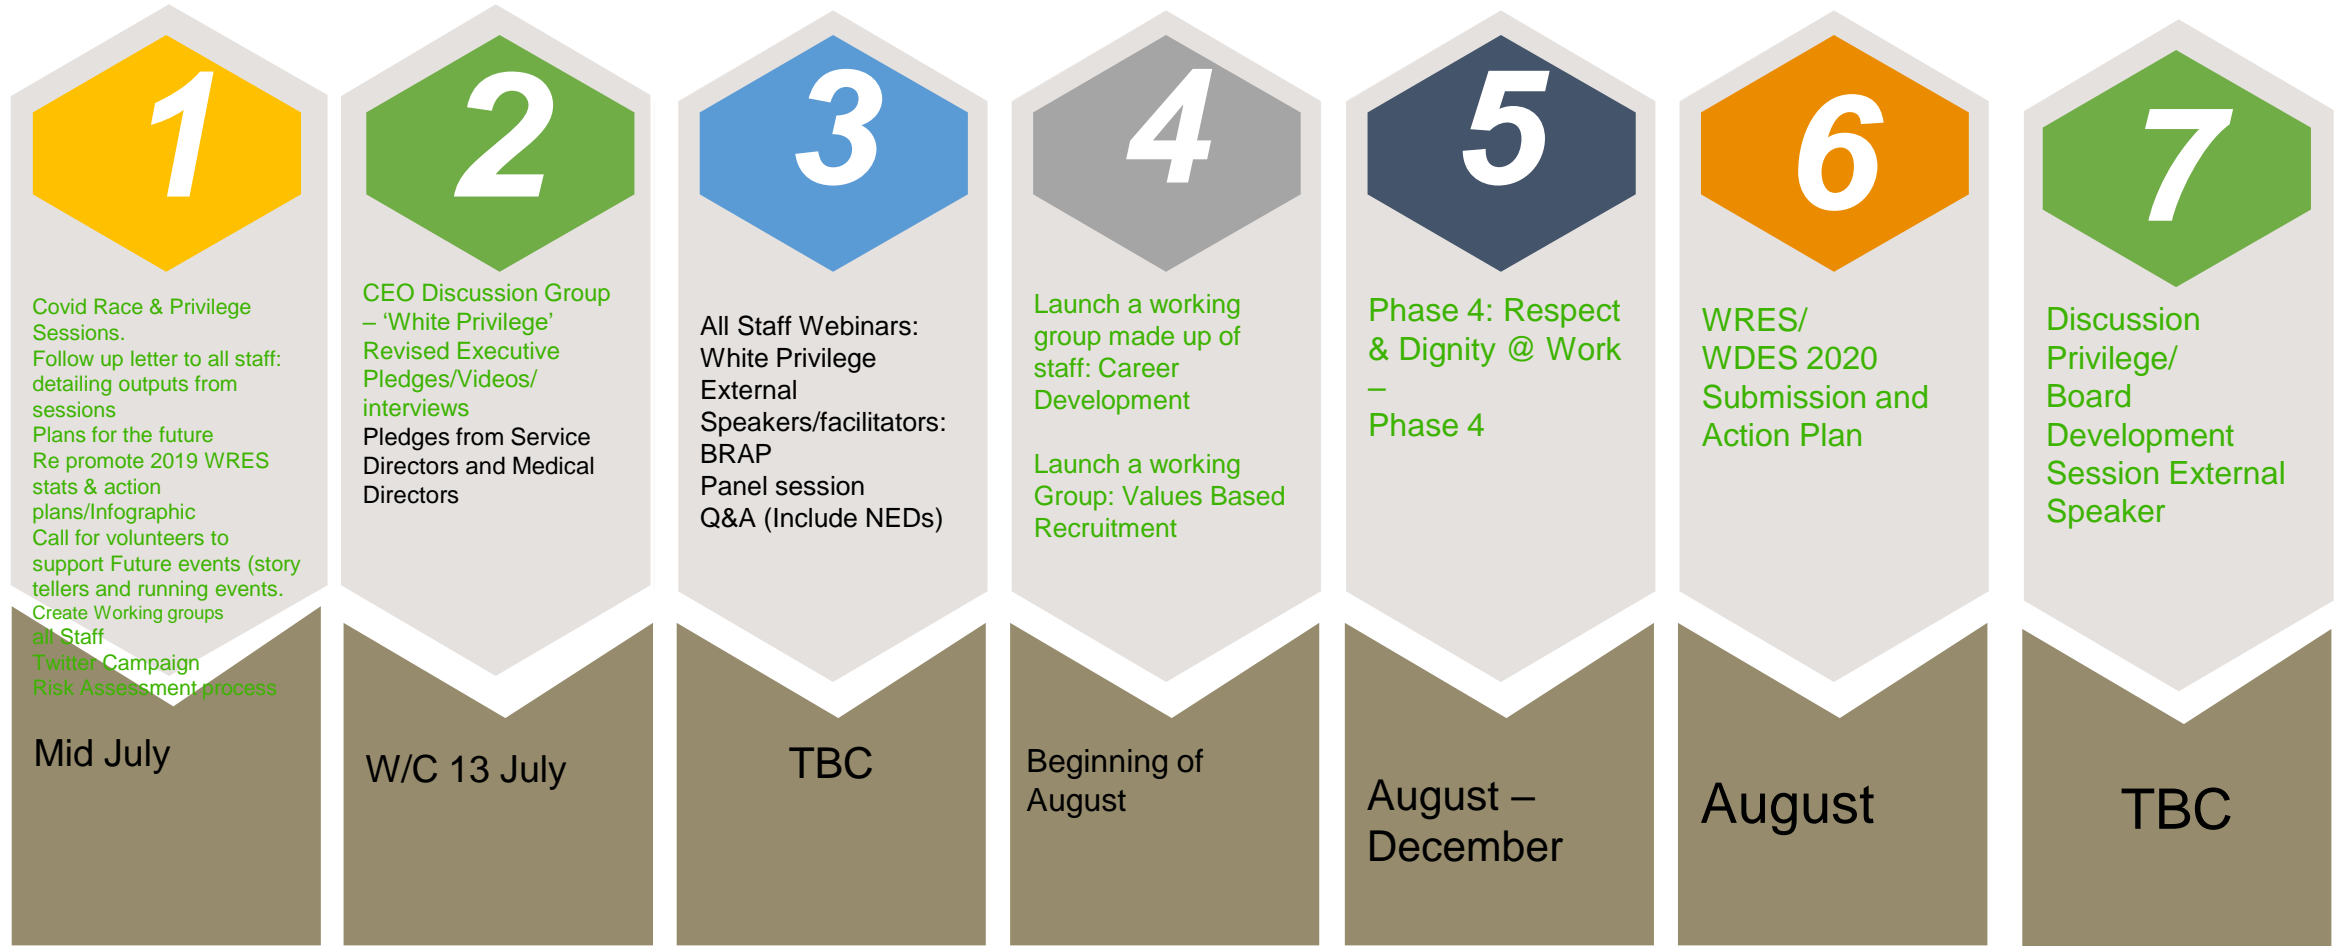 1
Covid Race & Privilege
Sessions.
Follow up letter to all staff:
detailing outputs from
sessions
Plans for the future
Re promote 2019 WRES
stats & action
plans/Infographic
Call for volunteers to
support Future events (story
tellers and running events.
Create Working groups
all Staff
Twitter Campaign
Risk Assessment process
Mid July
2
CEO Discussion Group
– ‘White Privilege’
Revised Executive
Pledges/Videos/
interviews
Pledges from Service
Directors and Medical
Directors
W/C 13 July
3
All Staff Webinars:
White Privilege
External
Speakers/facilitators:
BRAP
Panel session
Q&A (Include NEDs)
TBC
4
Launch a working
group made up of
staff: Career
Development
Launch a working
Group: Values Based
Recruitment
Beginning of
August
5
Phase 4: Respect
& Dignity @ Work
–
Phase 4
August –
December
6
WRES/
WDES 2020
Submission and
Action Plan
August
7
Discussion
Privilege/
Board
Development
Session External
Speaker
TBC